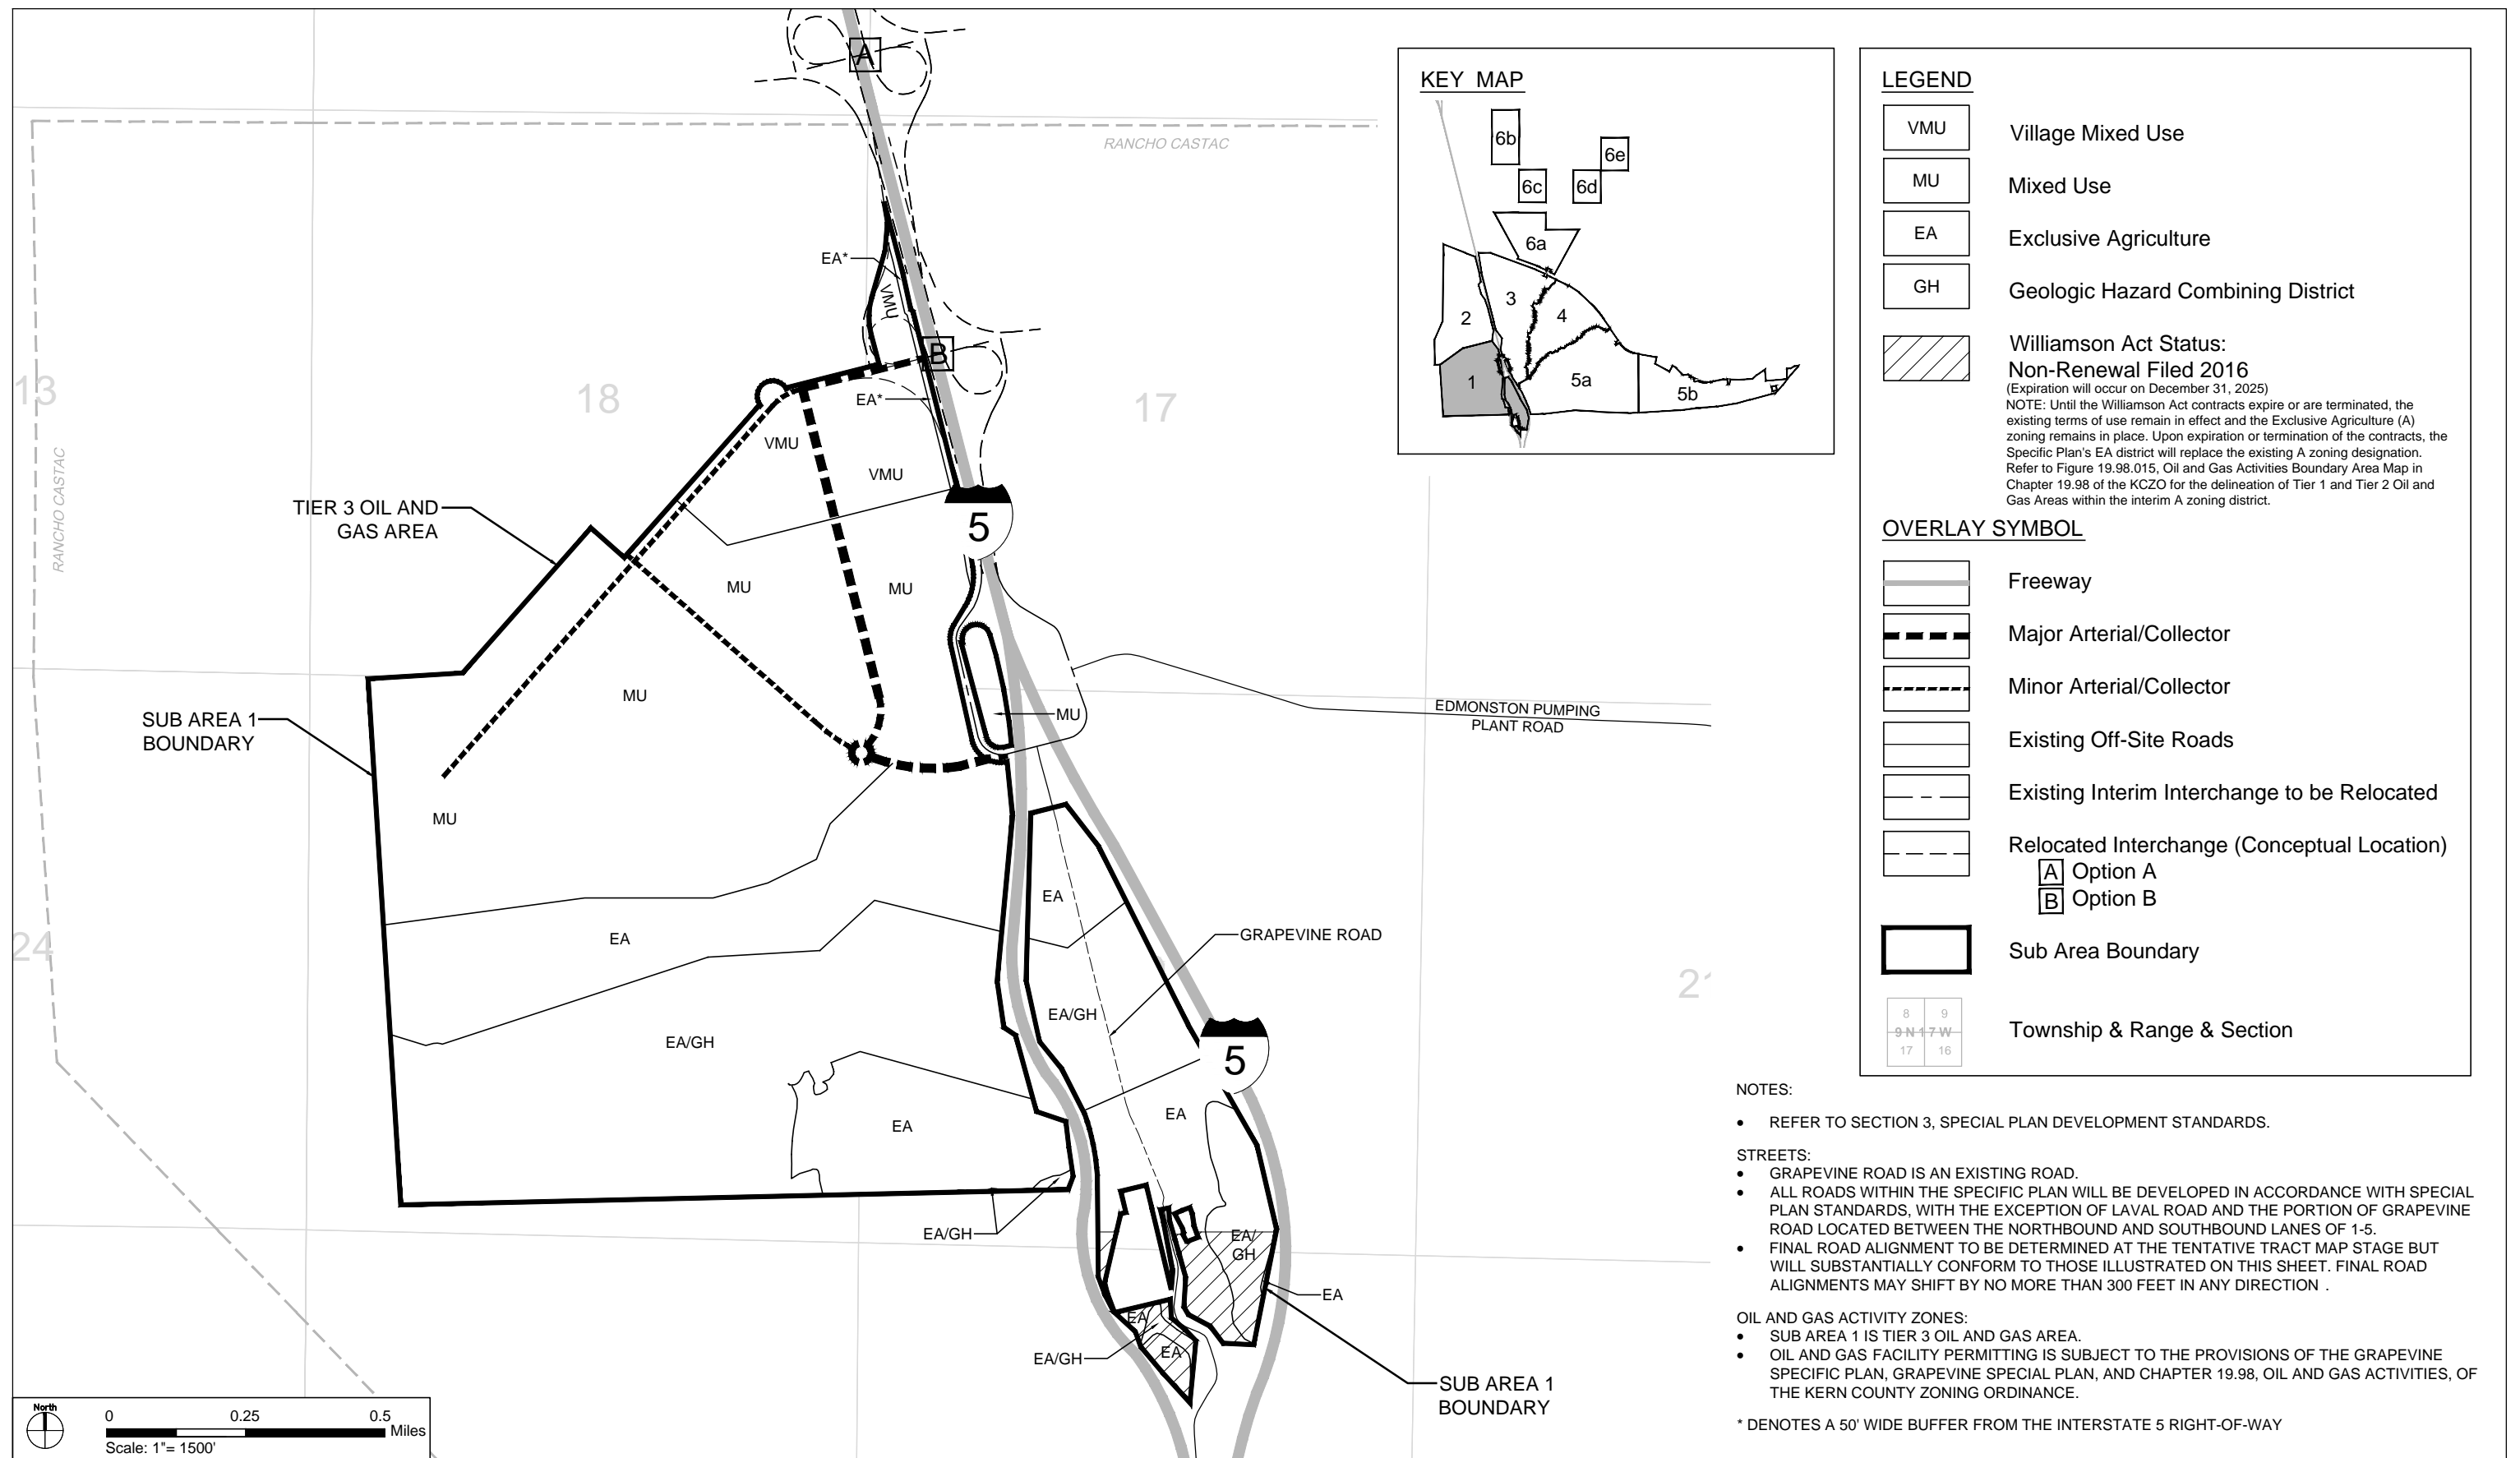 A
RANCHO CASTAC
EA*
VMU
B
13
18
17
EA*
VMU
VMU
RANCHO CASTAC
TIER 3 OIL AND
GAS AREA
5
MU
MU
MU
MU
SUB AREA 1
BOUNDARY
EDMONSTON PUMPING
PLANT ROAD
MU
EA
EA
GRAPEVINE ROAD
24
21
EA/GH
EA/GH
5
EA
EA
EA/GH
EA/
GH
EA
EA
EA/GH
EA
SUB AREA 1
BOUNDARY
North
0 0.25 0.5
Miles
Scale: 1"= 1500'
KEY MAP
6b
6e
6c
6d
6a
3
2
4
1
5a
5b
LEGEND
VMU Village Mixed Use
MU Mixed Use
EA Exclusive Agriculture
GH Geologic Hazard Combining District
Williamson Act Status:
Non-Renewal Filed 2016
(Expiration will occur on December 31, 2025)
NOTE: Until the Williamson Act contracts expire or are terminated, the
existing terms of use remain in effect and the Exclusive Agriculture (A)
zoning remains in place. Upon expiration or termination of the contracts, the
Specific Plan's EA district will replace the existing A zoning designation.
Refer to Figure 19.98.015, Oil and Gas Activities Boundary Area Map in
Chapter 19.98 of the KCZO for the delineation of Tier 1 and Tier 2 Oil and
Gas Areas within the interim A zoning district.
OVERLAY SYMBOL
Freeway
Major Arterial/Collector
Minor Arterial/Collector
Existing Off-Site Roads
Existing Interim Interchange to be Relocated
Relocated Interchange (Conceptual Location)
A Option A
B Option B
Sub Area Boundary
8 9
9 N 1 7 W
17 16
Township & Range & Section
NOTES:
• REFER TO SECTION 3, SPECIAL PLAN DEVELOPMENT STANDARDS.
STREETS:
• GRAPEVINE ROAD IS AN EXISTING ROAD.
• ALL ROADS WITHIN THE SPECIFIC PLAN WILL BE DEVELOPED IN ACCORDANCE WITH SPECIAL
PLAN STANDARDS, WITH THE EXCEPTION OF LAVAL ROAD AND THE PORTION OF GRAPEVINE
ROAD LOCATED BETWEEN THE NORTHBOUND AND SOUTHBOUND LANES OF 1-5.
• FINAL ROAD ALIGNMENT TO BE DETERMINED AT THE TENTATIVE TRACT MAP STAGE BUT
WILL SUBSTANTIALLY CONFORM TO THOSE ILLUSTRATED ON THIS SHEET. FINAL ROAD
ALIGNMENTS MAY SHIFT BY NO MORE THAN 300 FEET IN ANY DIRECTION .
OIL AND GAS ACTIVITY ZONES:
• SUB AREA 1 IS TIER 3 OIL AND GAS AREA.
• OIL AND GAS FACILITY PERMITTING IS SUBJECT TO THE PROVISIONS OF THE GRAPEVINE
SPECIFIC PLAN, GRAPEVINE SPECIAL PLAN, AND CHAPTER 19.98, OIL AND GAS ACTIVITIES, OF
THE KERN COUNTY ZONING ORDINANCE.
* DENOTES A 50' WIDE BUFFER FROM THE INTERSTATE 5 RIGHT-OF-WAY